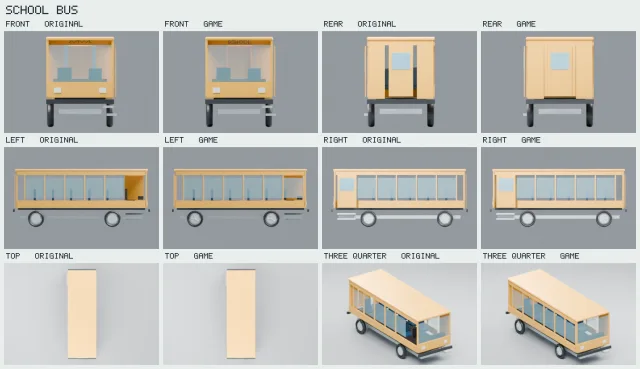 SCHOOL BUS
FRONT ORIGINAL
FRONT GAME
REAR ORIGINAL
REAR GAME
LEFT ORIGINAL
LEFT GAME
RIGHT ORIGINAL
RIGHT GAME
TOP ORIGINAL
TOP GAME
THREE QUARTER ORIGINAL
THREE QUARTER GAME